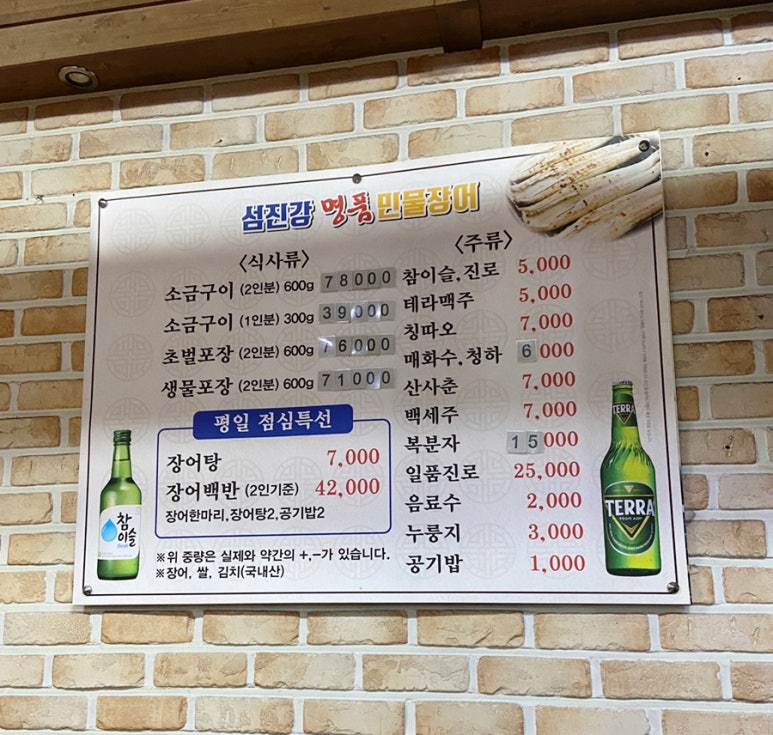 섬진강 명품 민물장어
<식사류>
소금구이 (2인분) 600g 78000
소금구이 (1인분) 300g 39000
초벌포장 (2인분) 600g 76000
생물포장 (2인분) 600g 71000
평일 점심특선
장어탕 7,000
장어백반 (2인기준) 42,000
장어한마리,장어탕2,공기밥2
※위 중량은 실제와 약간의 +,-가 있습니다.
※장어, 쌀, 김치(국내산)
<주류>
참이슬,진로 5,000
테라맥주 5,000
칭따오 7,000
매화수,청하 6000
산사춘 7,000
백세주 7,000
복분자 15000
일품진로 25,000
음료수 2,000
누룽지 3,000
공기밥 1,000
참이슬
fresh
TERRA
TERRA